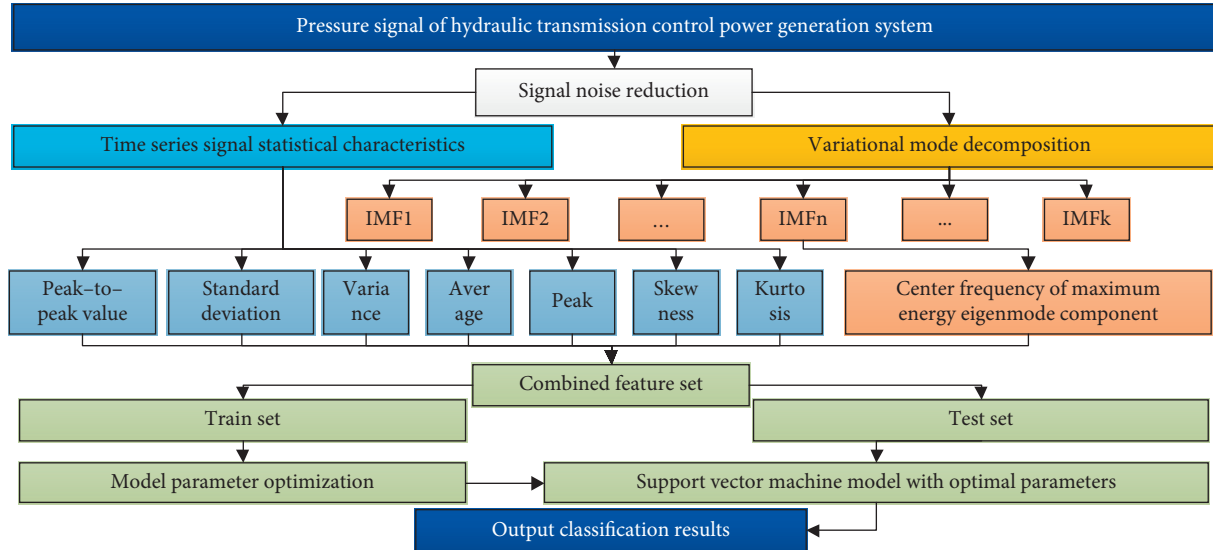 Pressure signal of hydraulic transmission control power generation system
Signal noise reduction
Time series signal statistical characteristics
Variational mode decomposition
IMF1
IMF2
...
IMFn
...
IMFk
Peak–to–
peak value
Standard
deviation
Varia
nce
Aver
age
Peak
Skew
ness
Kurto
sis
Center frequency of maximum
energy eigenmode component
Combined feature set
Train set
Test set
Model parameter optimization
Support vector machine model with optimal parameters
Output classification results